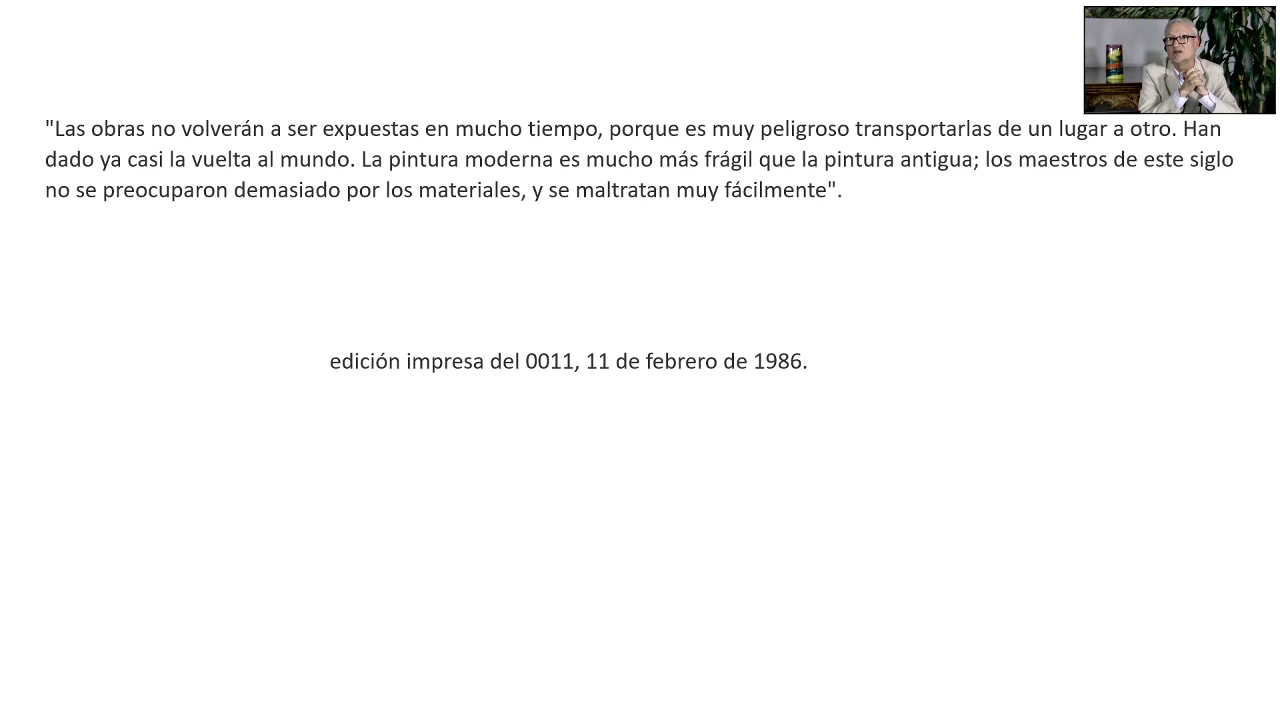 "Las obras no volverán a ser expuestas en mucho tiempo, porque es muy peligroso transportarlas de un lugar a otro. Han
dado ya casi la vuelta al mundo. La pintura moderna es mucho más frágil que la pintura antigua; los maestros de este siglo
no se preocuparon demasiado por los materiales, y se maltratan muy fácilmente".
edición impresa del 0011, 11 de febrero de 1986.